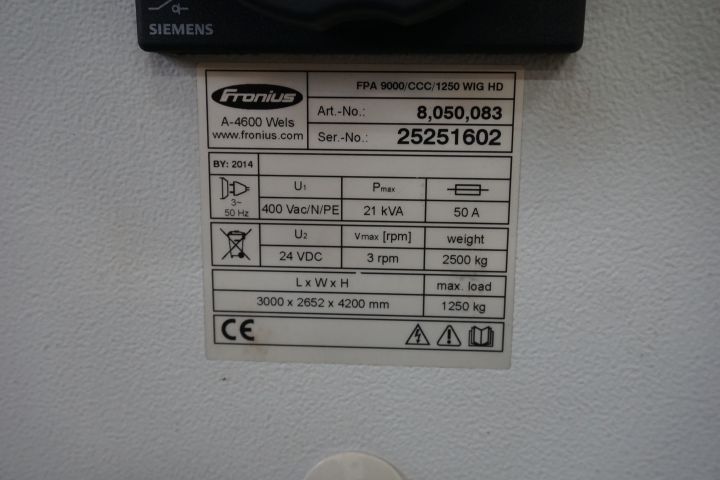 SIEMENS
Fronius
A-4600 Wels
www.fronius.com
FPA 9000/CCC/1250 WIG HD
Art.-No.: 8,050,083
Ser.-No.: 25251602
BY: 2014
3~
50 Hz
U1 Pmax
400 Vac/N/PE 21 kVA 50 A
U2 vmax [rpm] weight
24 VDC 3 rpm 2500 kg
L x W x H max. load
3000 x 2652 x 4200 mm 1250 kg
CE